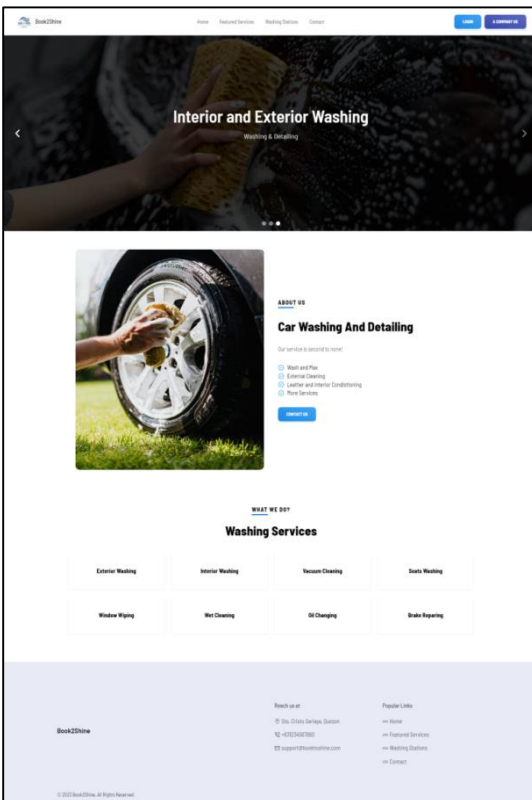 Book2Shine
Home Featured Services Washing Stations Contact
LOGIN
Interior and Exterior Washing
Washing & Detailing
ABOUT US
Car Washing And Detailing
Our service is second to none!
Wash and Wax
External Cleaning
Leather and Interior Conditioning
More Services
CONTACT US
WHAT WE DO?
Washing Services
Exterior Washing
Interior Washing
Vacuum Cleaning
Seats Washing
Window Wiping
Wet Cleaning
Oil Changing
Brake Reparing
Book2Shine
Reach us at
Popular Links
Home
Featured Services
Washing Stations
Contact
All Rights Reserved.